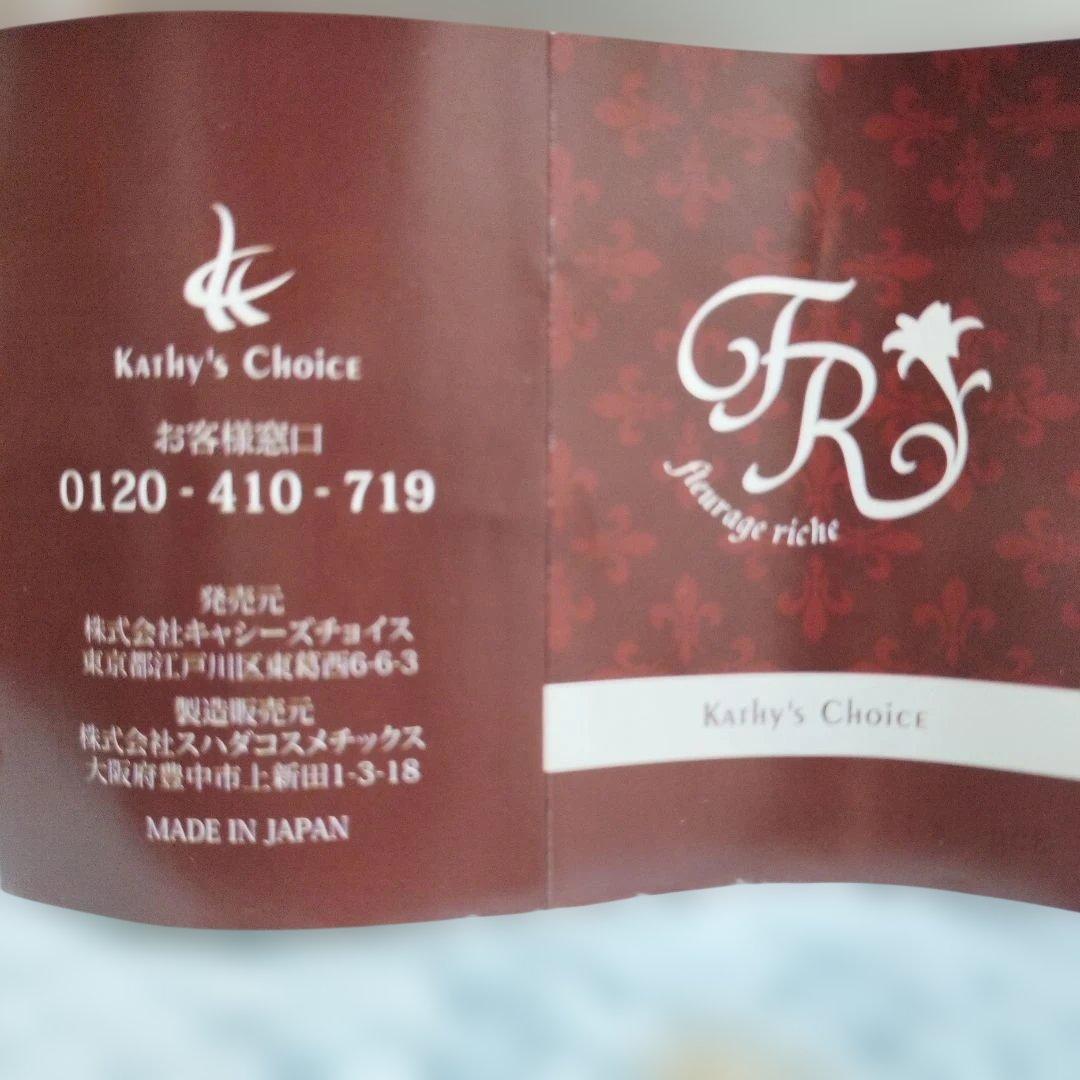 Kathy's Choice
お客様窓口
0120 - 410 - 719
発売元
株式会社キャシーズチョイス
東京都江戸川区東葛西6-6-3
製造販売元
株式会社スハダコスメチックス
大阪府豊中市上新田1-3-18
MADE IN JAPAN
FR
fleurage riche
Kathy's Choice